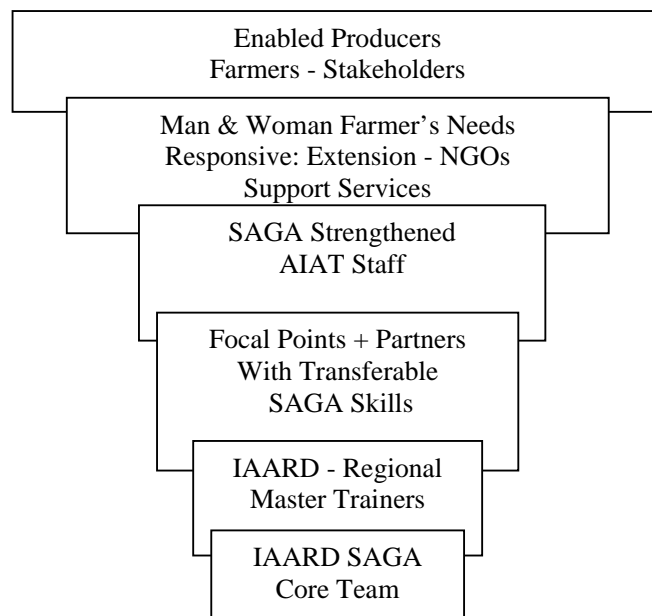 Enabled Producers
Farmers - Stakeholders
Man & Woman Farmer's Needs
Responsive: Extension - NGOs
Support Services
SAGA Strengthened
AIAT Staff
Focal Points + Partners
With Transferable
SAGA Skills
IAARD - Regional
Master Trainers
IAARD SAGA
Core Team